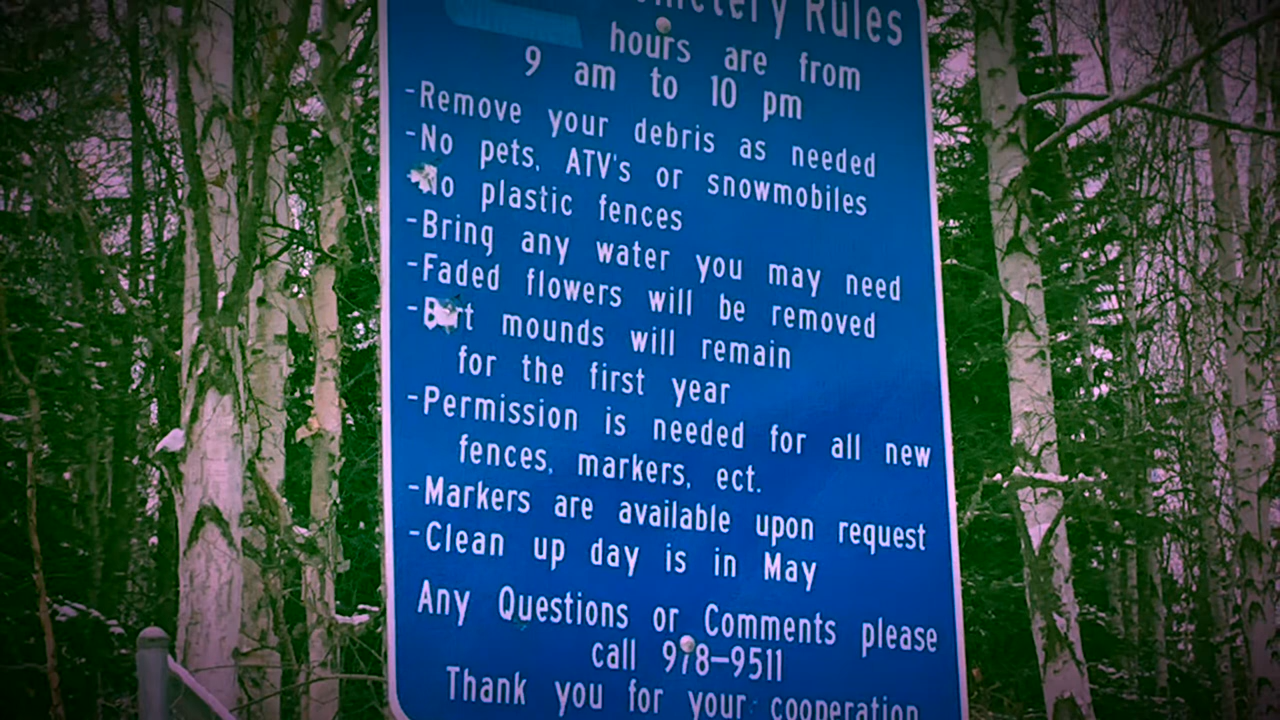 Rules
hours are from
9 am to 10 pm
-Remove your debris as needed
-No pets, ATV's or snowmobiles
No plastic fences
-Bring any water you may need
-Faded flowers will be removed
- mounds will remain
for the first year
-Permission is needed for all new
fences, markers, ect.
-Markers are available upon request
-Clean up day is in May
Any Questions or Comments please
call 978-9511
Thank you for your cooperation